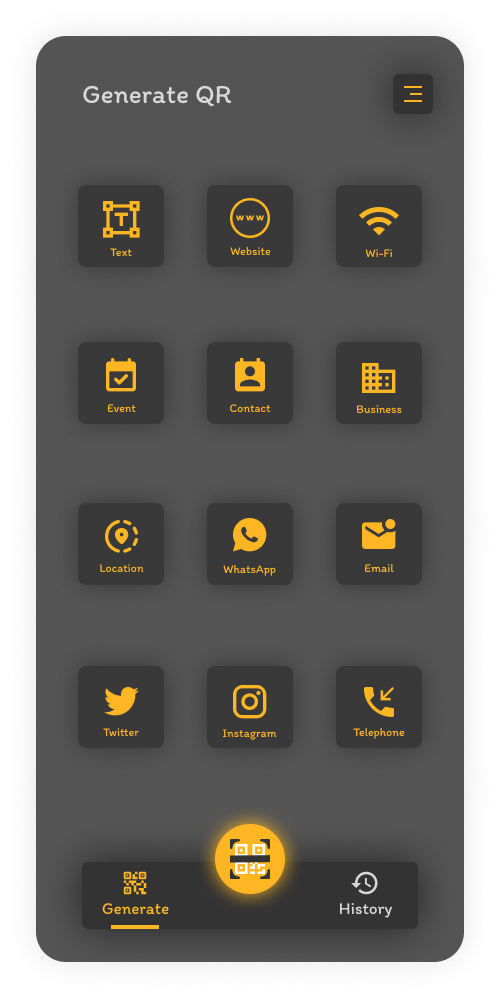 Generate QR
T
Text
www
Website
Wi-Fi
Event
Contact
Business
Location
WhatsApp
Email
Twitter
Instagram
Telephone
Generate
History